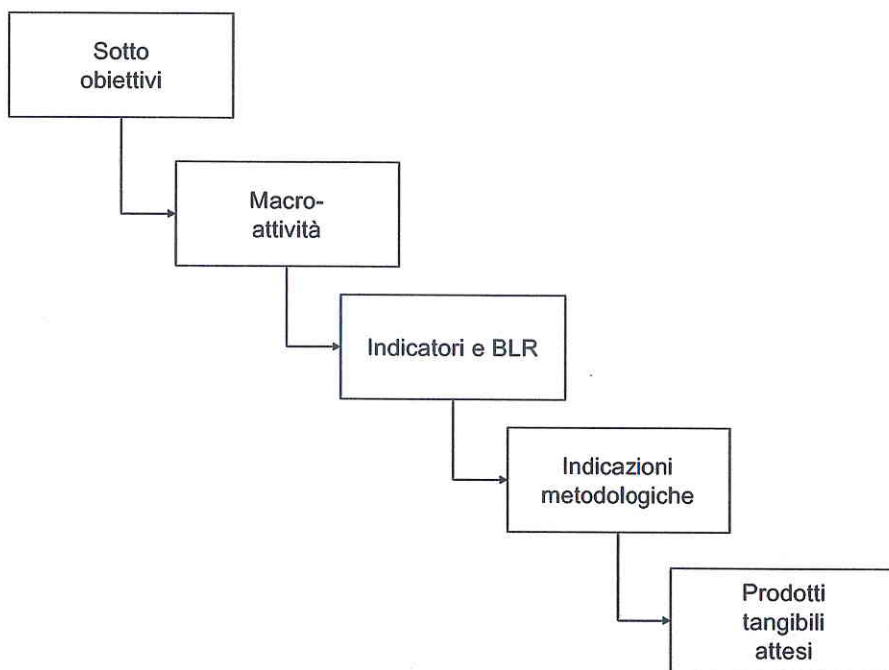 Sotto
obiettivi
Macro-
attività
Indicatori e BLR
Indicazioni
metodologiche
Prodotti
tangibili
attesi